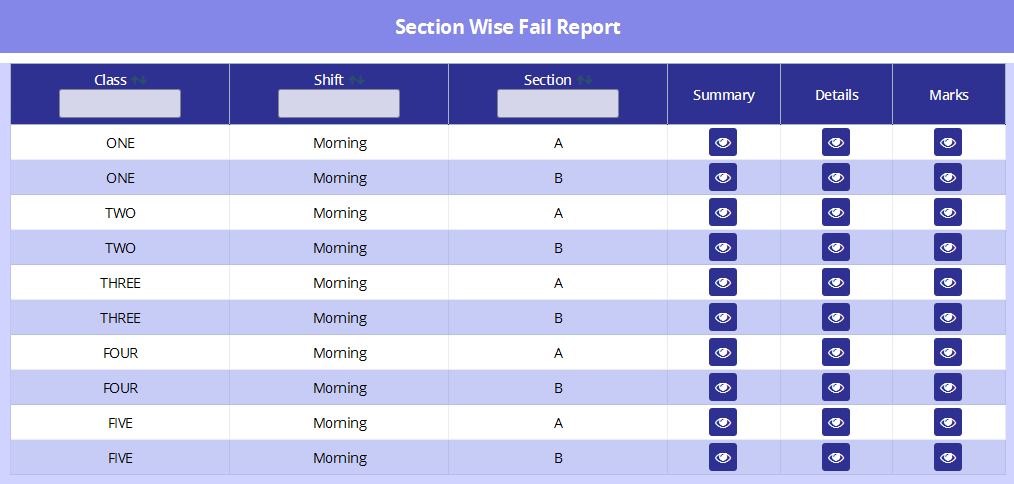 Section Wise Fail Report
Class Shift Section Summary Details Marks
ONE Morning A
ONE Morning B
TWO Morning A
TWO Morning B
THREE Morning A
THREE Morning B
FOUR Morning A
FOUR Morning B
FIVE Morning A
FIVE Morning B